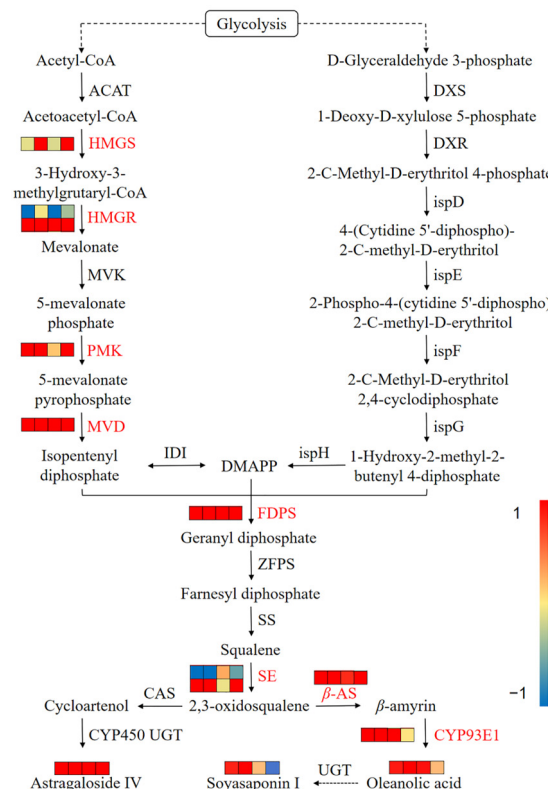 Glycolysis
Acetyl-CoA
D-Glyceraldehyde 3-phosphate
ACAT
DXS
Acetoacetyl-CoA
1-Deoxy-D-xylulose 5-phosphate
HMGS
DXR
3-Hydroxy-3-
methylgrutaryl-CoA
2-C-Methyl-D-erythritol 4-phosphate
HMGR
ispD
Mevalonate
4-(Cytidine 5'-diphospho)-
2-C-methyl-D-erythritol
MVK
ispE
5-mevalonate
phosphate
2-Phospho-4-(cytidine 5'-diphospho)
2-C-methyl-D-erythritol
PMK
ispF
5-mevalonate
pyrophosphate
2-C-Methyl-D-erythritol
2,4-cyclodiphosphate
MVD
ispG
Isopentenyl
diphosphate
IDI
DMAPP
ispH
1-Hydroxy-2-methyl-2-
butenyl 4-diphosphate
FDPS
1
Geranyl diphosphate
ZFPS
Farnesyl diphosphate
SS
Squalene
SE
β-AS
−1
Cycloartenol
CAS
2,3-oxidosqualene
β-amyrin
CYP450 UGT
CYP93E1
Astragaloside IV
Soyasaponin I
UGT
Oleanolic acid